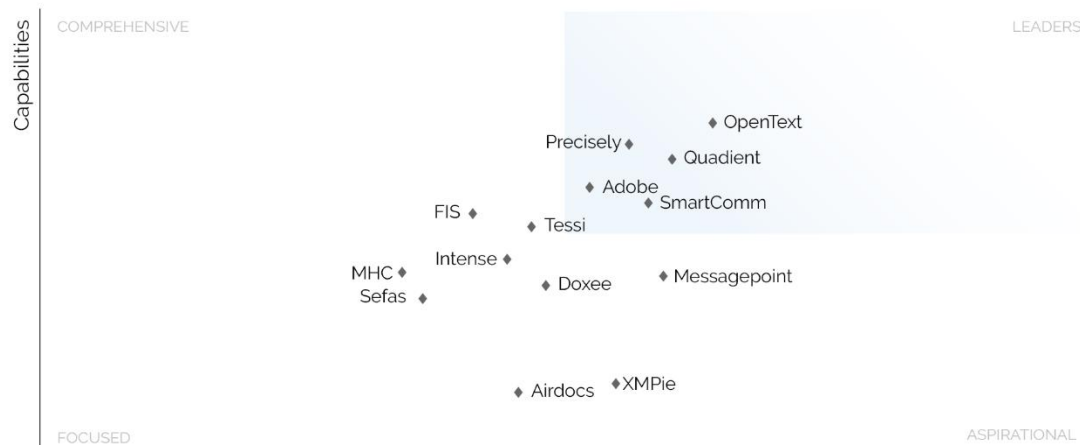 COMPREHENSIVE
LEADERS
Capabilities
OpenText
Precisely
Quadient
Adobe
SmartComm
FIS
Tessi
Intense
MHC
Messagepoint
Doxee
Sefas
XMPie
Airdocs
FOCUSED
ASPIRATIONAL